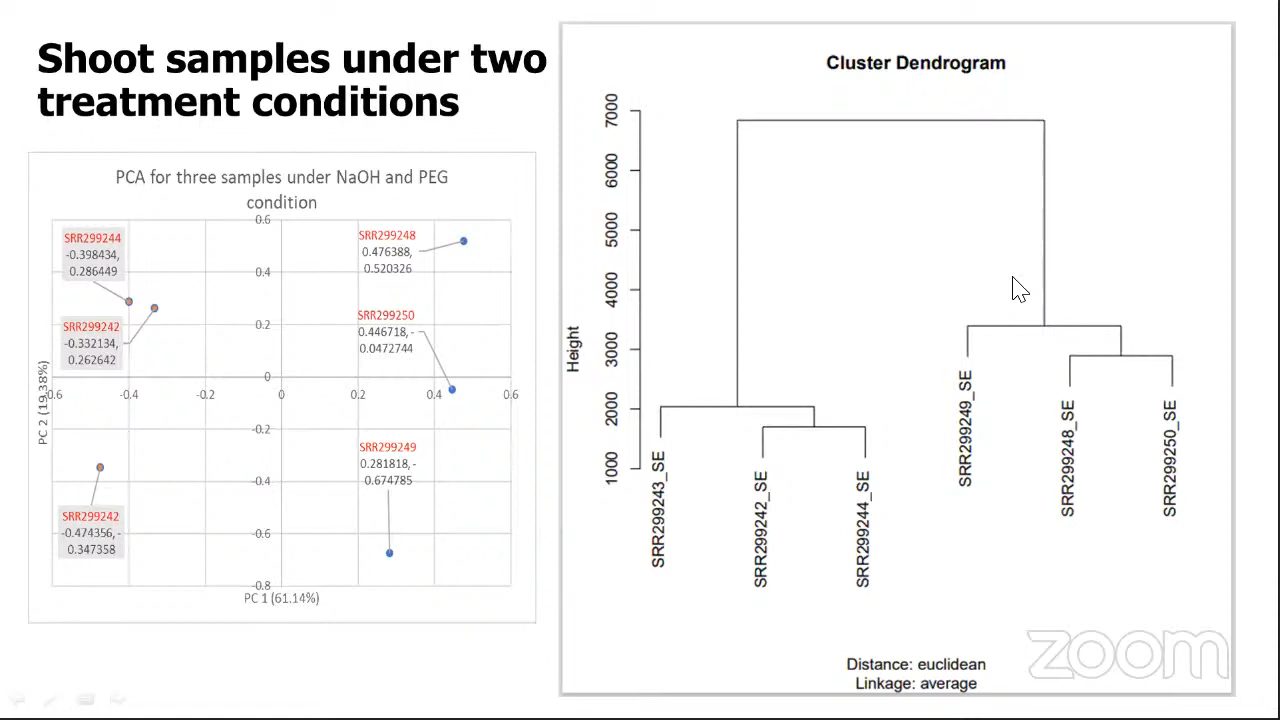 Shoot samples under two
treatment conditions
PCA for three samples under NaOH and PEG
condition
0.6
0.4
0.2
0
-0.2
-0.4
-0.6
-0.8
-0.6
-0.4
-0.2
0
0.2
0.4
0.6
PC 2 (19.38%)
PC 1 (61.14%)
SRR299244
-0.398434,
0.286449
SRR299242
-0.332134,
0.262642
SRR299242
-0.474356, -
0.347358
SRR299248
0.476388,
0.520326
SRR299250
0.446718, -
0.0472744
SRR299249
0.281818, -
0.674785
Cluster Dendrogram
Height
7000
6000
5000
4000
3000
2000
1000
SRR299243_SE
SRR299242_SE
SRR299244_SE
SRR299249_SE
SRR299248_SE
SRR299250_SE
Distance: euclidean
Linkage: average
zoom